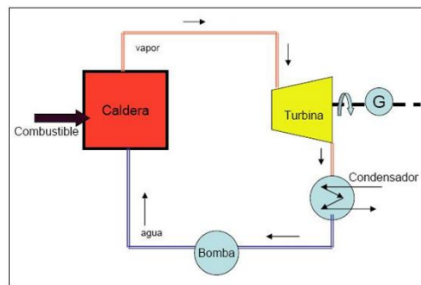 vapor
Caldera
Combustible
Turbina
G
Condensador
agua
Bomba